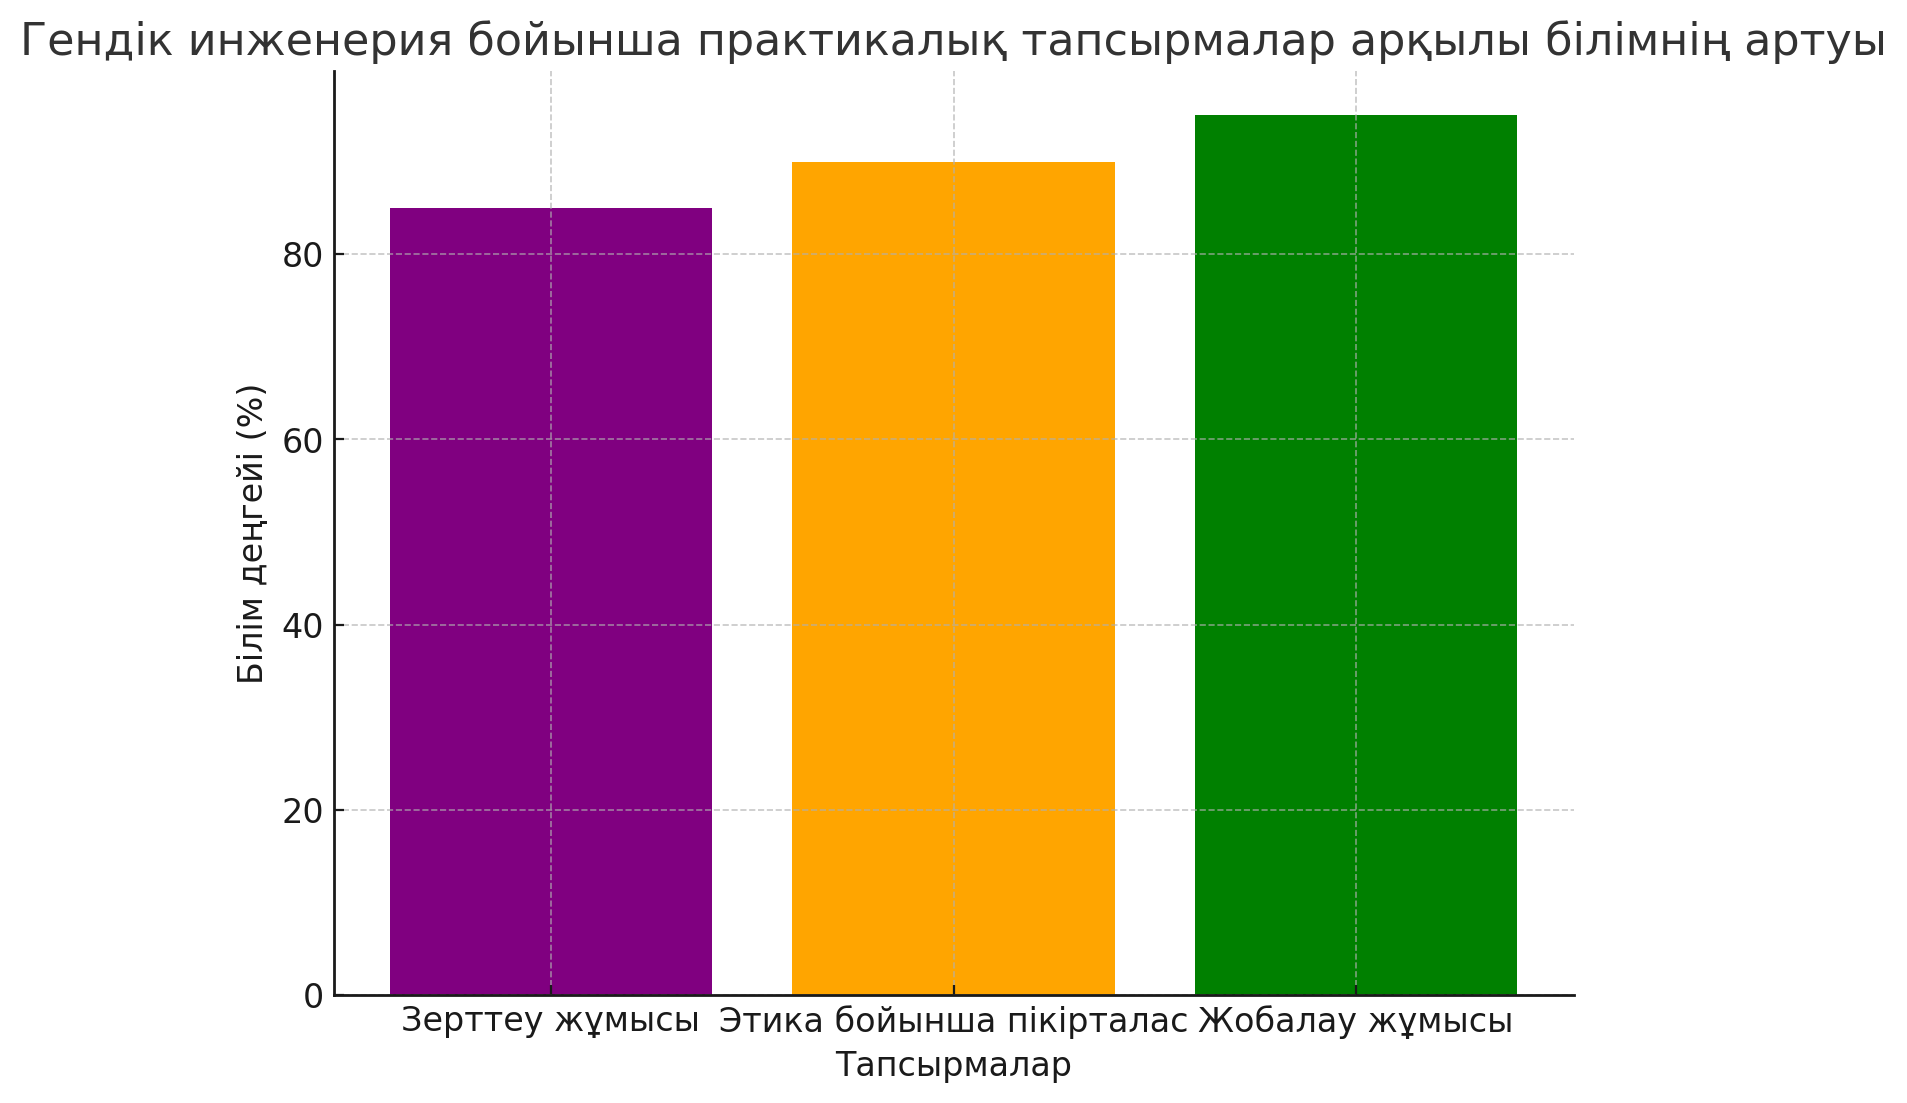 Гендік инженерия бойынша практикалық тапсырмалар арқылы білімнің артуы
Білім деңгейі (%)
80
60
40
20
0
Зерттеу жұмысы
Этика бойынша пікірталас
Жобалау жұмысы
Тапсырмалар